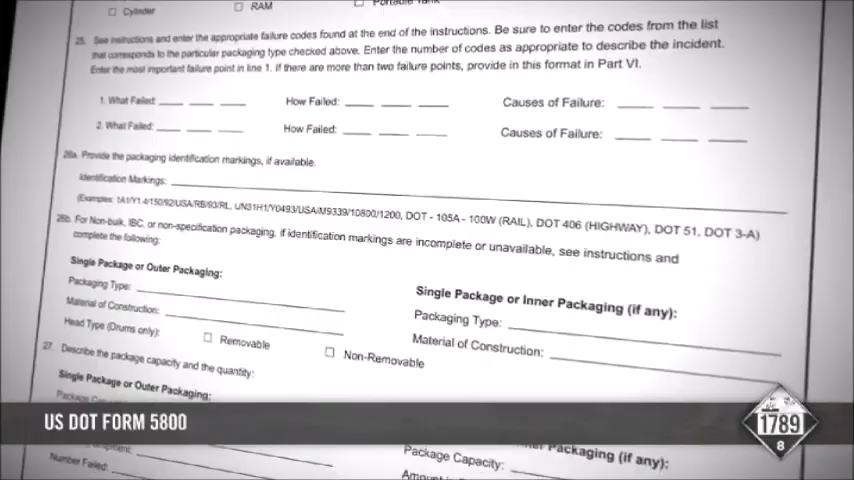 Cylinder RAM Portable Tank
25. See instructions and enter the appropriate failure codes found at the end of the instructions. Be sure to enter the codes from the list
that corresponds to the particular packaging type checked above. Enter the number of codes as appropriate to describe the incident.
Enter the most important failure point in line 1. If there are more than two failure points, provide in this format in Part VI.
1. What Failed: How Failed: Causes of Failure:
2. What Failed: How Failed: Causes of Failure:
26a. Provide the packaging identification markings, if available.
Identification Markings:
(Examples: 1A1/Y1.4/150/92/USA/RB/93/RL, UN31H1/Y0493/USA/M9339/10800/1200, DOT - 105A - 100W (RAIL), DOT 406 (HIGHWAY), DOT 51, DOT 3-A)
26b. For Non-bulk, IBC, or non-specification packaging, if identification markings are incomplete or unavailable, see instructions and
complete the following:
Single Package or Outer Packaging: Single Package or Inner Packaging (if any):
Packaging Type: Packaging Type:
Material of Construction: Material of Construction:
Head Type (Drums only): Removable Non-Removable
27. Describe the package capacity and the quantity:
Single Package or Outer Packaging: Inner Packaging (if any):
US DOT FORM 5800
1789
8
Package Capacity:
Number Failed: